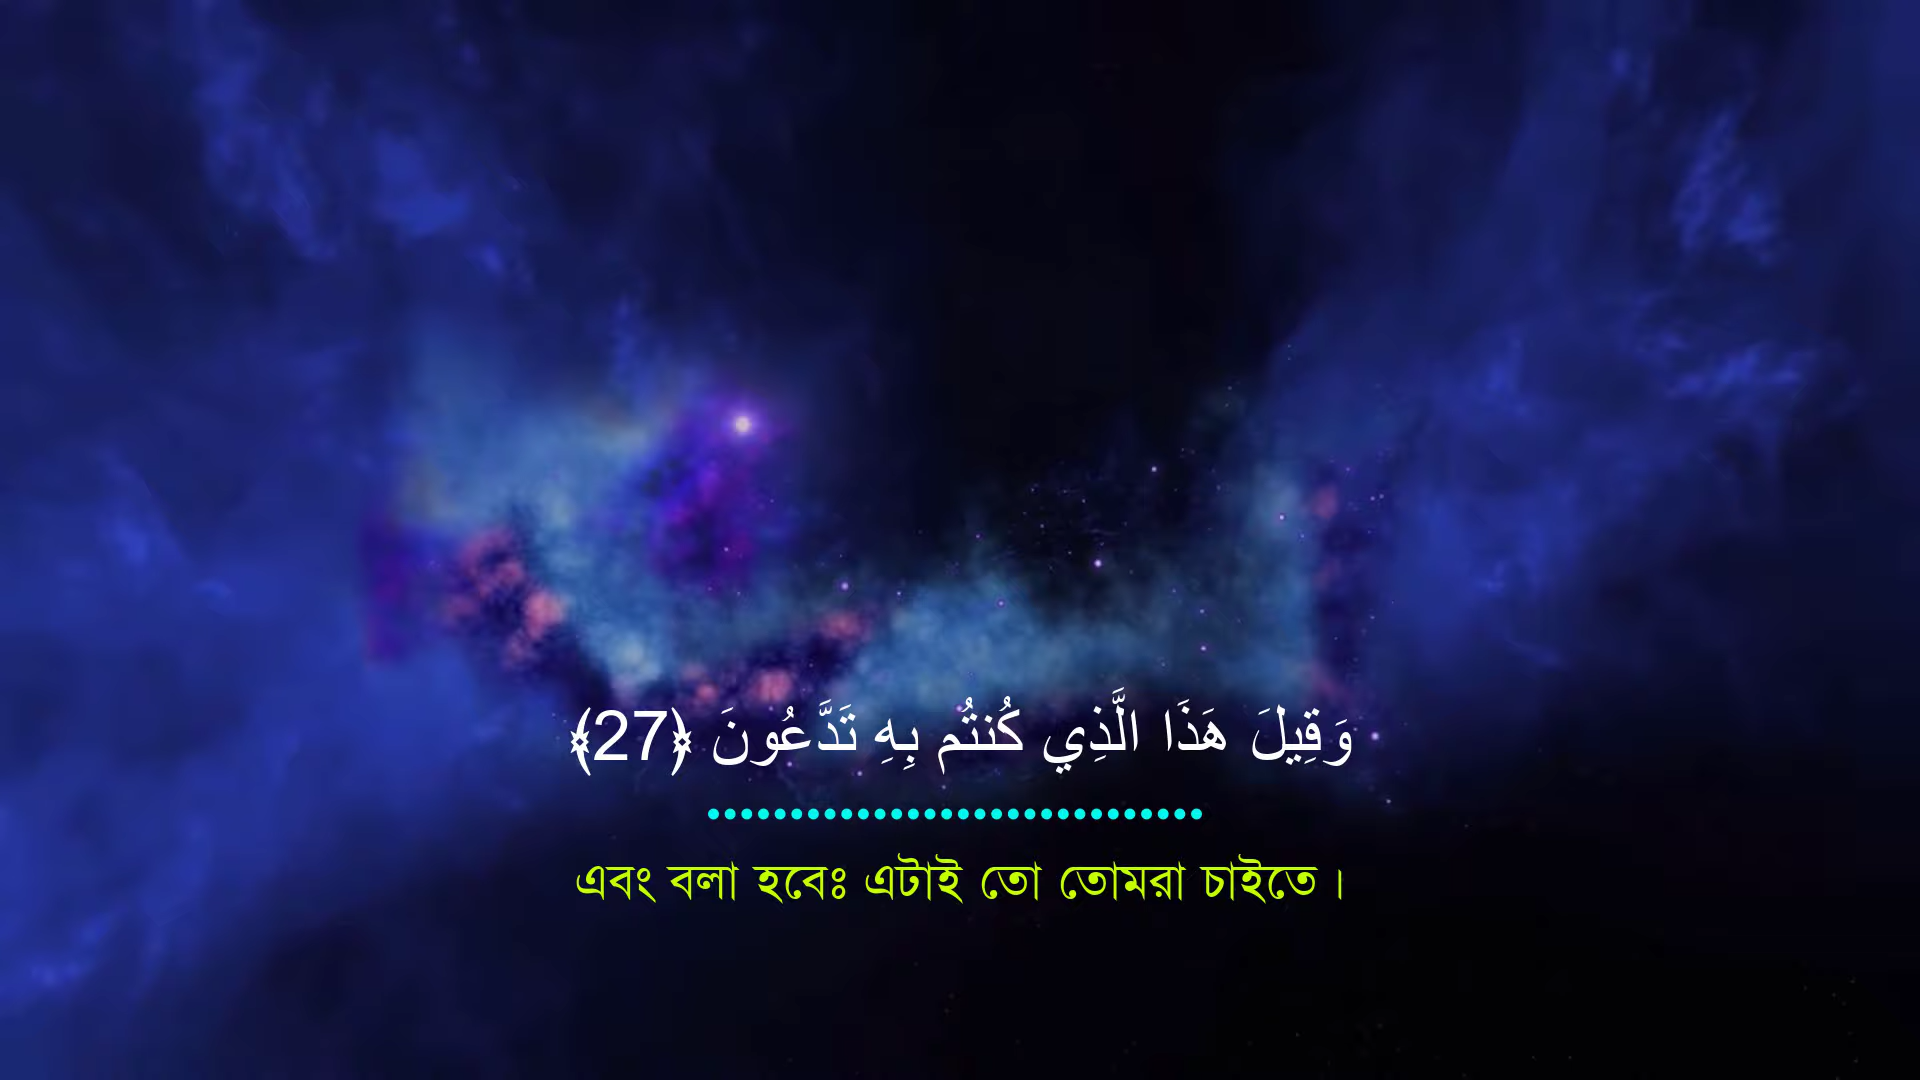 وَقِيلَ هَذَا الَّذِي كُنتُم بِهِ تَدَّعُونَ ﴿27﴾
এবং বলা হবেঃ এটাই তো তোমরা চাইতে।